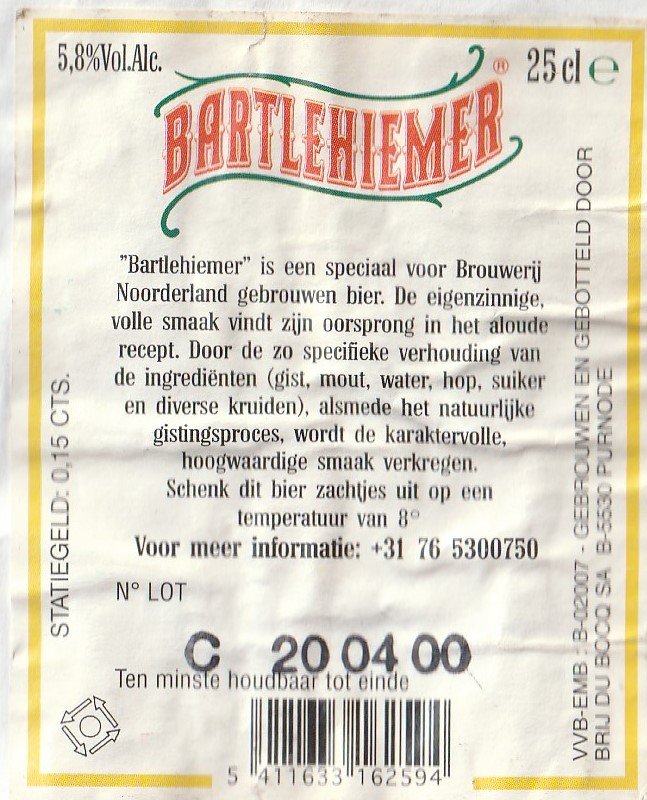 5,8%Vol.Alc.
25 cl ℮
BARTLEHIEMER®
"Bartlehiemer" is een speciaal voor Brouwerij
Noorderland gebrouwen bier. De eigenzinnige,
volle smaak vindt zijn oorsprong in het aloude
recept. Door de zo specifieke verhouding van
de ingrediënten (gist, mout, water, hop, suiker
en diverse kruiden), alsmede het natuurlijke
gistingsproces, wordt de karaktervolle,
hoogwaardige smaak verkregen.
Schenk dit bier zachtjes uit op een
temperatuur van 8°
Voor meer informatie: +31 76 5300750
N° LOT
C 20 04 00
Ten minste houdbaar tot einde
5 411633 162594
STATIEGELD: 0,15 CTS.
VVB-EMB : B-02007 - GEBROUWEN EN GEBOTTELD DOOR
BRIJ DU BOCQ SA B-5530 PURNODE